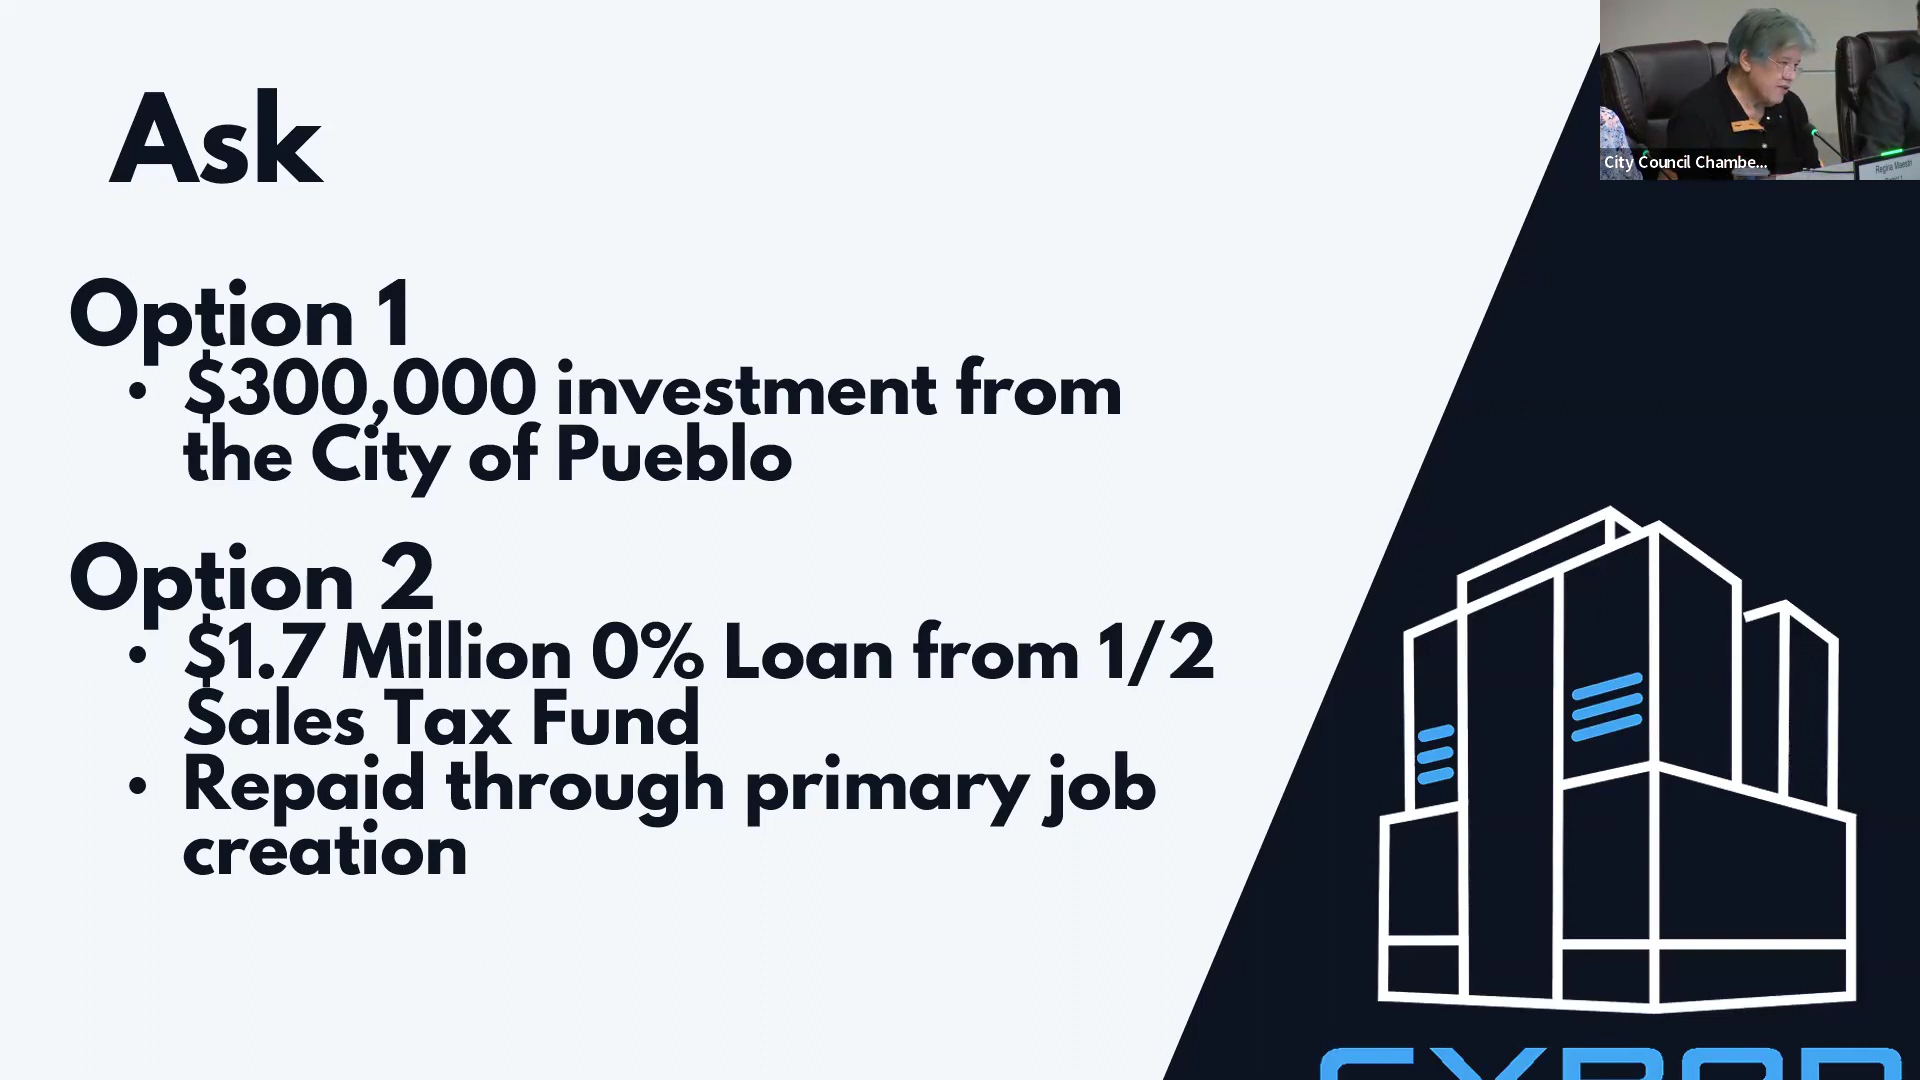 Ask
City Council Chambe...
Option 1
• $300,000 investment from
the City of Pueblo
Option 2
• $1.7 Million 0% Loan from 1/2
Sales Tax Fund
• Repaid through primary job
creation